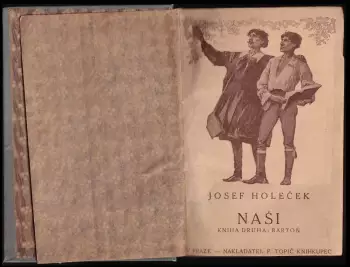 JOSEF HOLEČEK
NAŠI
KNIHA DRUHÁ: BARTOŇ
PRAZE — NAKLADATEL F. TOPIČ KNIHKUPEC